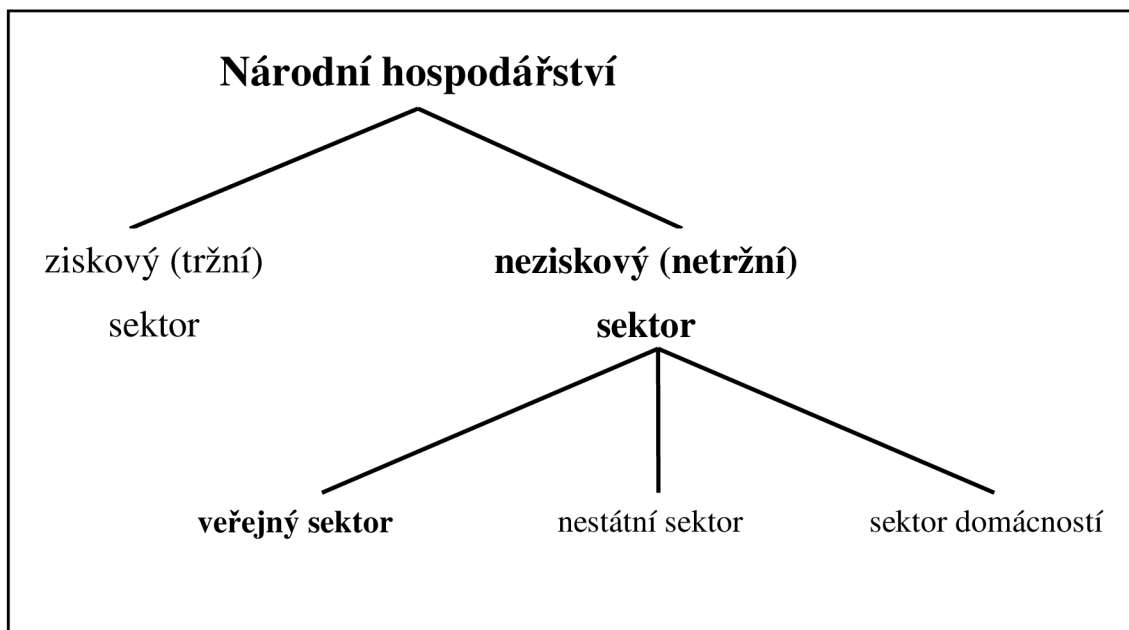 Národní hospodářství
ziskový (tržní)
sektor
neziskový (netržní)
sektor
veřejný sektor
nestátní sektor
sektor domácností